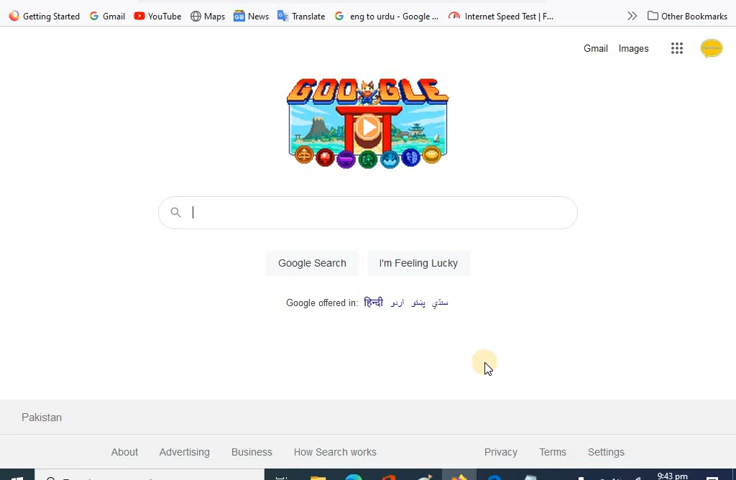 Getting Started Gmail YouTube Maps News Translate eng to urdu - Google ... Internet Speed Test | F... Other Bookmarks
Gmail Images
GOOGLE
Google Search I'm Feeling Lucky
Google offered in: हिन्दी اردو پښتو سنڌي
Pakistan
About Advertising Business How Search works Privacy Terms Settings
9:43 pm